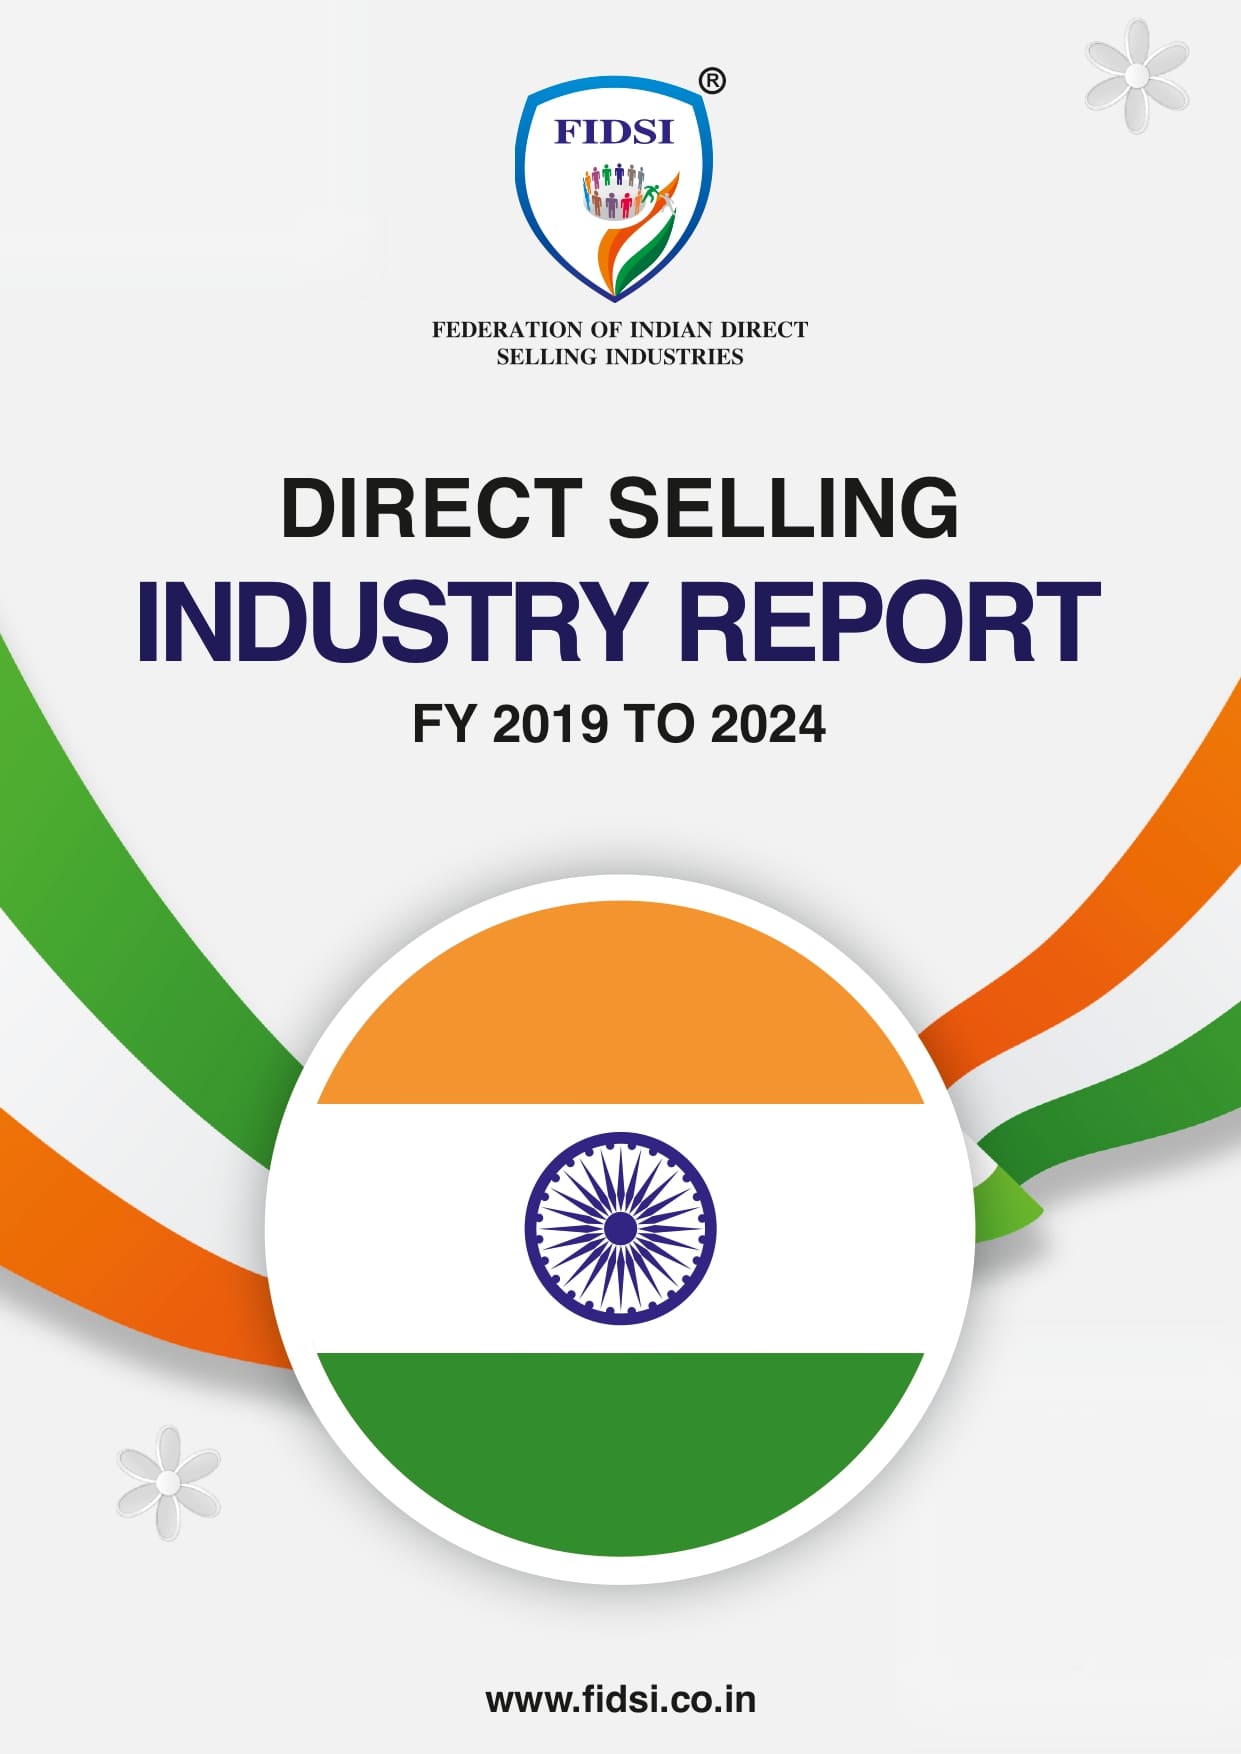 ®
FIDSI
FEDERATION OF INDIAN DIRECT
SELLING INDUSTRIES
DIRECT SELLING
INDUSTRY REPORT
FY 2019 TO 2024
www.fidsi.co.in